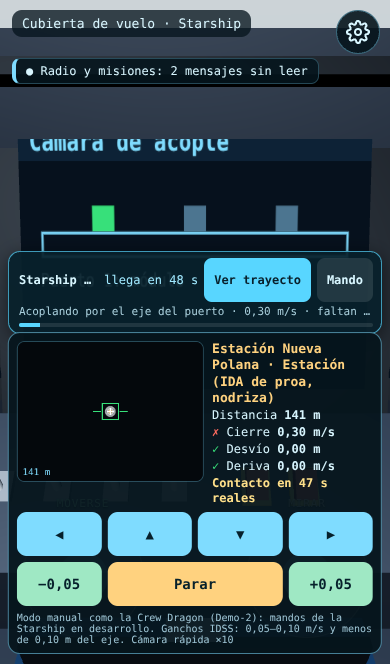 Cubierta de vuelo · Starship
● Radio y misiones: 2 mensajes sin leer
Cámara de acople
Starship … llega en 48 s Ver trayecto Mando
Acoplando por el eje del puerto · 0,30 m/s · faltan …
Estación Nueva
Polana · Estación
(IDA de proa,
nodriza)
Distancia 141 m
✗ Cierre 0,30 m/s
✓ Desvío 0,00 m
✓ Deriva 0,00 m/s
Contacto en 47 s
reales
141 m
◄ ▲ ▼ ►
−0,05 Parar +0,05
Modo manual como la Crew Dragon (Demo-2): mandos de la
Starship en desarrollo. Ganchos IDSS: 0,05–0,10 m/s y menos
de 0,10 m del eje. Cámara rápida ×10